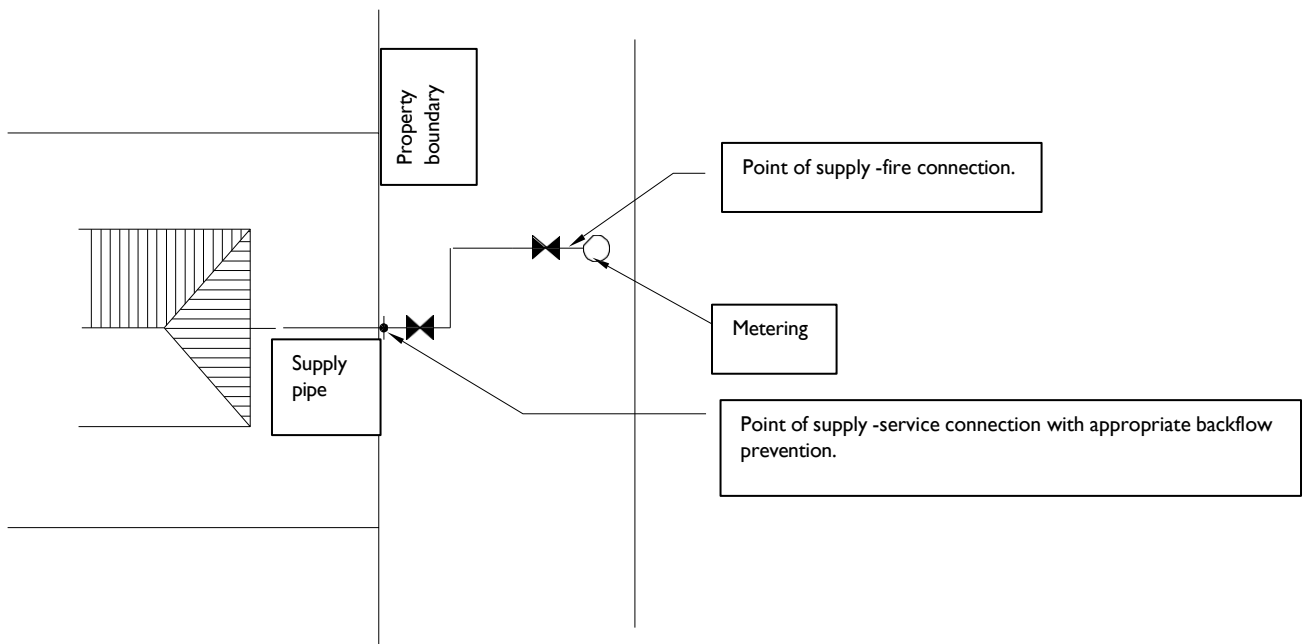 Property
boundary
Point of supply -fire connection.
Metering
Supply
pipe
Point of supply -service connection with appropriate backflow
prevention.